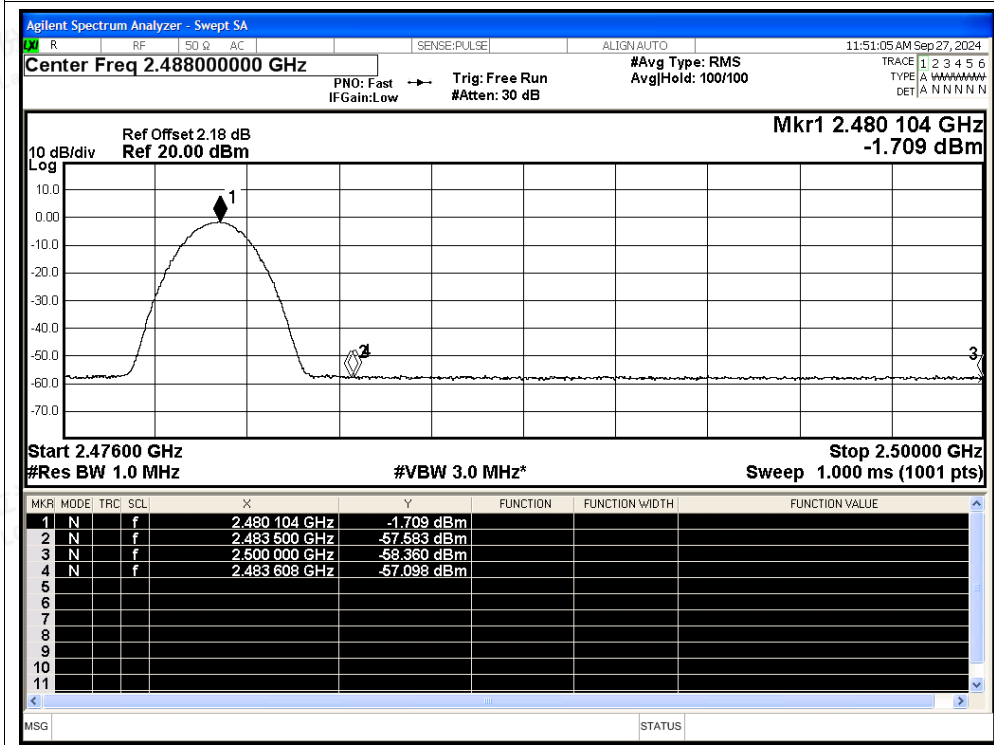 Agilent Spectrum Analyzer - Swept SA
LXI R RF 50 Ω AC SENSE:PULSE ALIGN AUTO 11:51:05 AM Sep 27, 2024
Center Freq 2.488000000 GHz #Avg Type: RMS TRACE 1 2 3 4 5 6
PNO: Fast Trig: Free Run Avg|Hold: 100/100 TYPE A WWWWW
IFGain:Low #Atten: 30 dB DET A N N N N N
Mkr1 2.480 104 GHz
-1.709 dBm
Ref Offset 2.18 dB
10 dB/div Ref 20.00 dBm
Log
10.0
0.00
-10.0
-20.0
-30.0
-40.0
-50.0
-60.0
-70.0
1
2 4
3
Start 2.47600 GHz Stop 2.50000 GHz
#Res BW 1.0 MHz #VBW 3.0 MHz* Sweep 1.000 ms (1001 pts)
MKR MODE TRC SCL X Y FUNCTION FUNCTION WIDTH FUNCTION VALUE
1 N f 2.480 104 GHz -1.709 dBm
2 N f 2.483 500 GHz -57.583 dBm
3 N f 2.500 000 GHz -58.360 dBm
4 N f 2.483 608 GHz -57.098 dBm
5
6
7
8
9
10
11
MSG STATUS